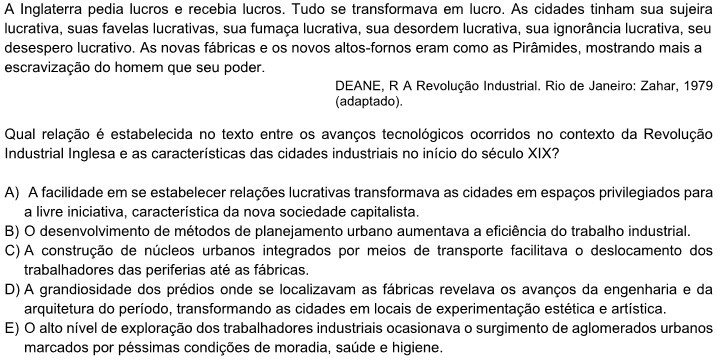 A Inglaterra pedia lucros e recebia lucros. Tudo se transformava em lucro. As cidades tinham sua sujeira
lucrativa, suas favelas lucrativas, sua fumaça lucrativa, sua desordem lucrativa, sua ignorância lucrativa, seu
desespero lucrativo. As novas fábricas e os novos altos-fornos eram como as Pirâmides, mostrando mais a
escravização do homem que seu poder.
DEANE, R A Revolução Industrial. Rio de Janeiro: Zahar, 1979
(adaptado).
Qual relação é estabelecida no texto entre os avanços tecnológicos ocorridos no contexto da Revolução
Industrial Inglesa e as características das cidades industriais no início do século XIX?
A) A facilidade em se estabelecer relações lucrativas transformava as cidades em espaços privilegiados para
a livre iniciativa, característica da nova sociedade capitalista.
B) O desenvolvimento de métodos de planejamento urbano aumentava a eficiência do trabalho industrial.
C) A construção de núcleos urbanos integrados por meios de transporte facilitava o deslocamento dos
trabalhadores das periferias até as fábricas.
D) A grandiosidade dos prédios onde se localizavam as fábricas revelava os avanços da engenharia e da
arquitetura do período, transformando as cidades em locais de experimentação estética e artística.
E) O alto nível de exploração dos trabalhadores industriais ocasionava o surgimento de aglomerados urbanos
marcados por péssimas condições de moradia, saúde e higiene.